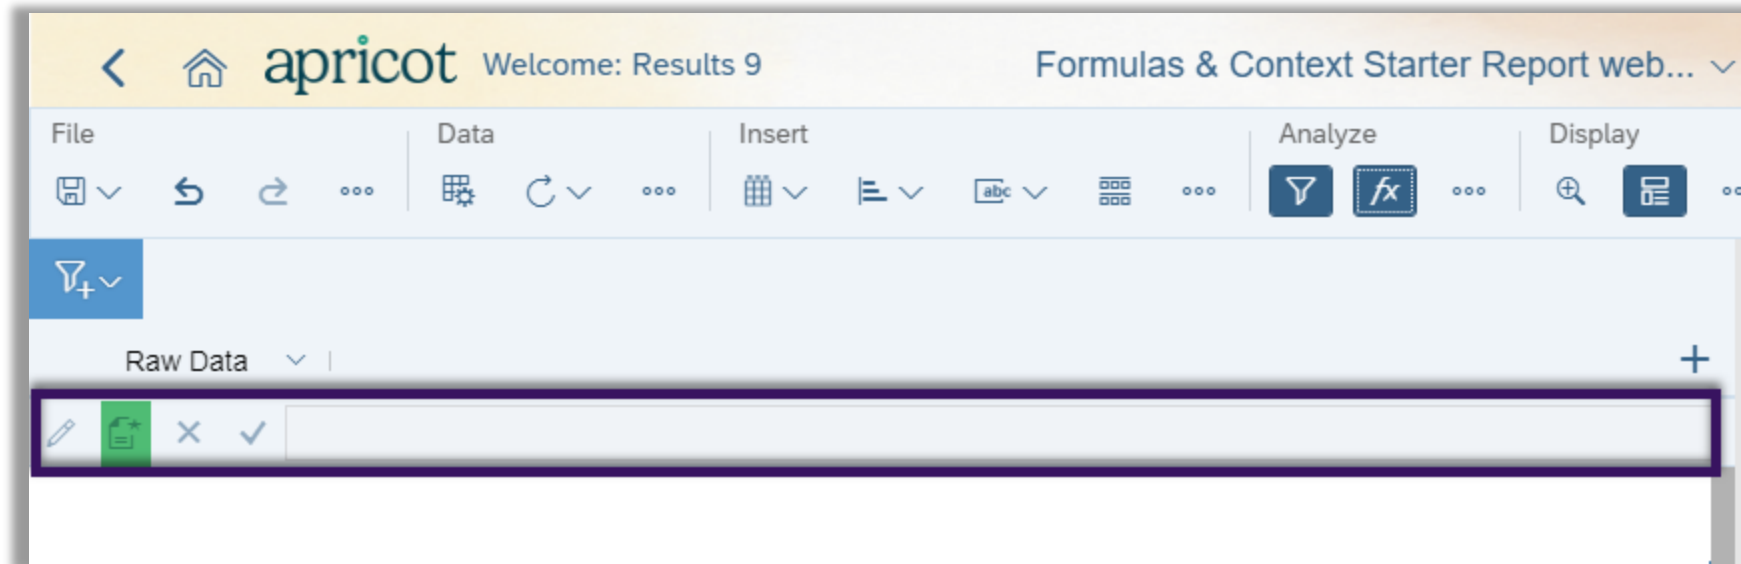 apricot Welcome: Results 9 Formulas & Context Starter Report web...
File Data Insert Analyze Display
abc fx
Raw Data